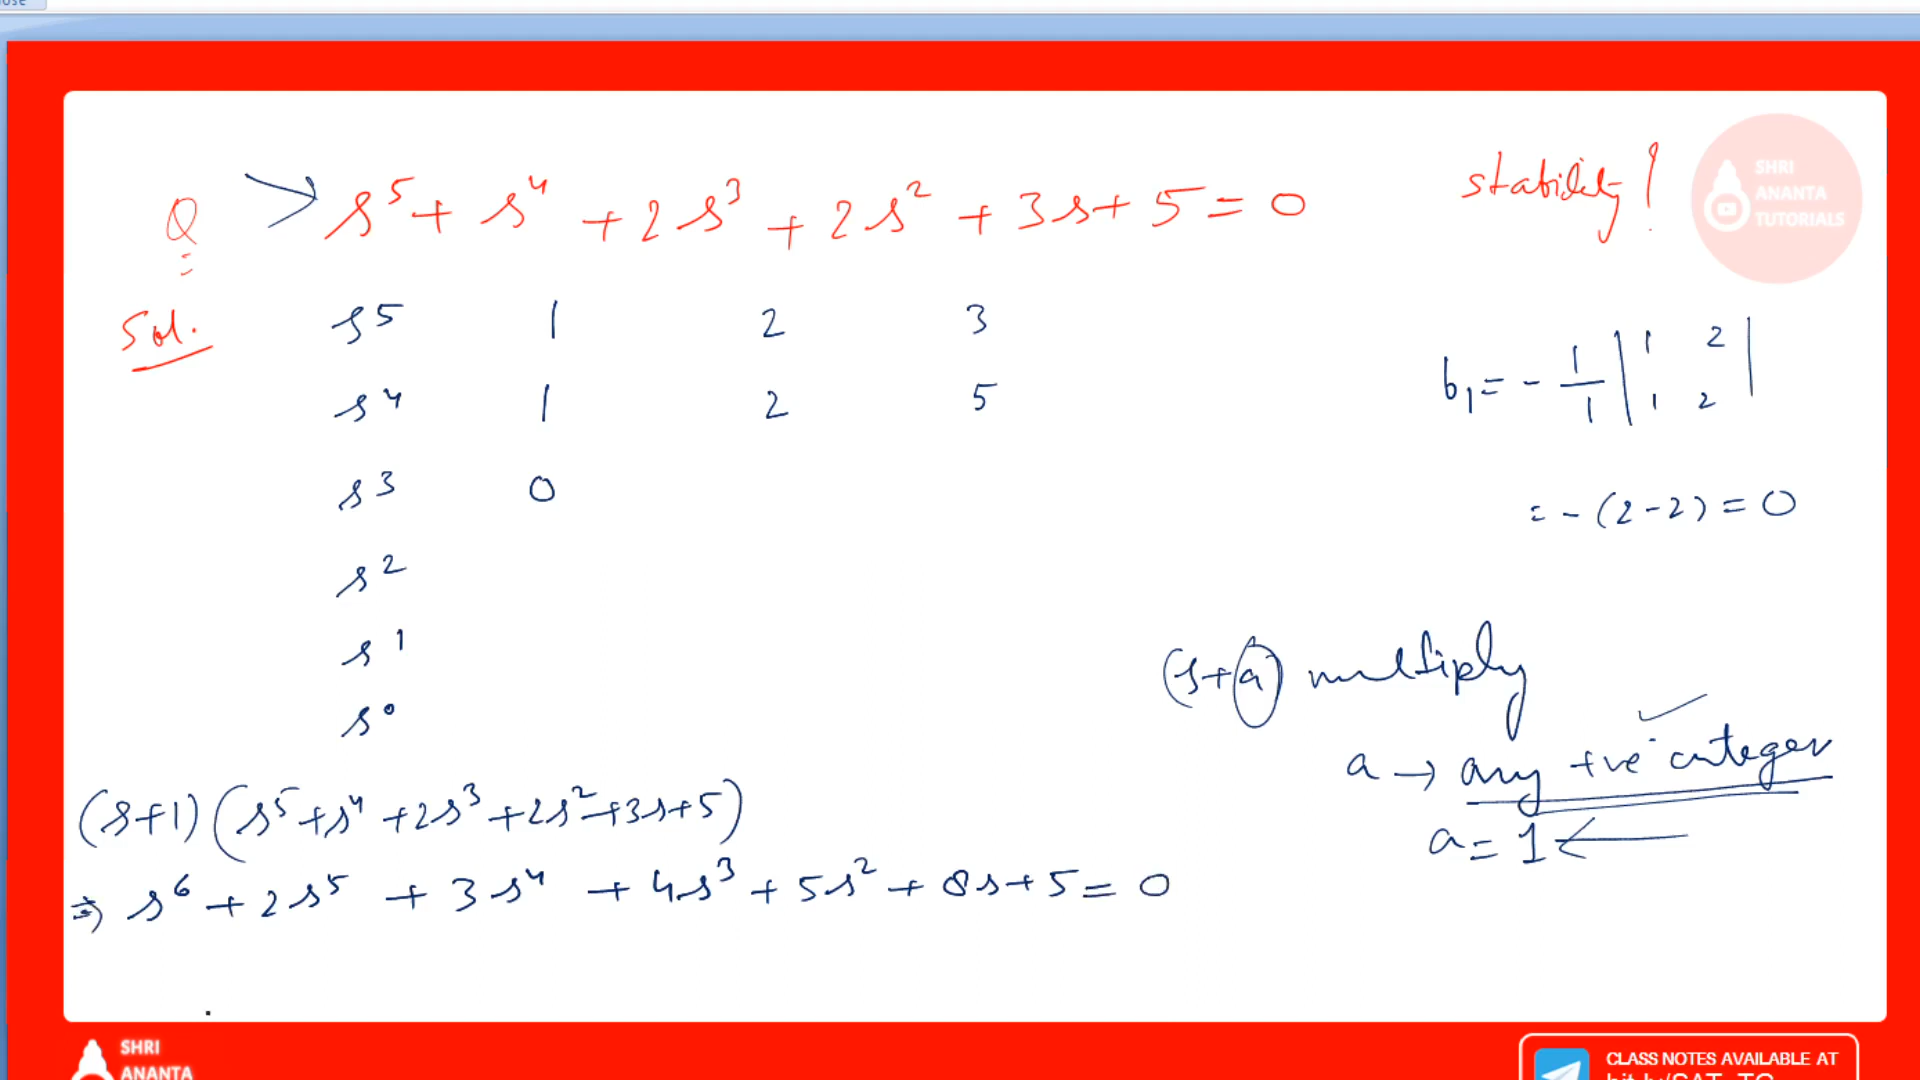 Q > s⁵ + s⁴ + 2s³ + 2s² + 3s + 5 = 0 stability?
SHRI
ANANTA
TUTORIALS
Sol. s⁵ 1 2 3
s⁴ 1 2 5
s³ 0
s²
s¹
s⁰
b₁ = - 1/1 | 1 2 |
| 1 2 |
= - (2-2) = 0
(s+a) multiply
a → any +ve integer
a = 1 ←
(s+1) (s⁵ + s⁴ + 2s³ + 2s² + 3s + 5)
⇒ s⁶ + 2s⁵ + 3s⁴ + 4s³ + 5s² + 8s + 5 = 0
SHRI
ANANTA
CLASS NOTES AVAILABLE AT